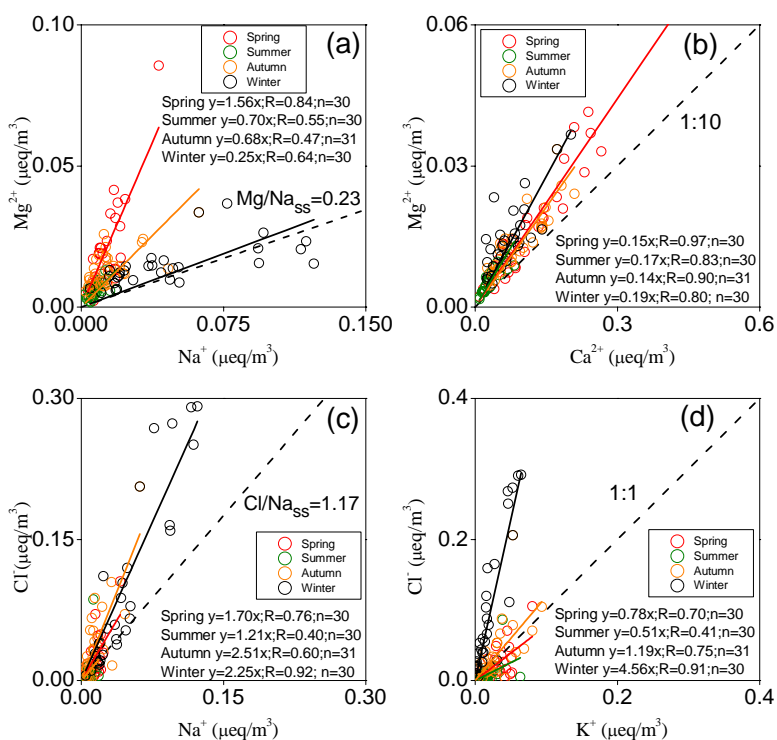 (a)
0.10
0.05
0.00
Mg²⁺ (μeq/m³)
Spring
Summer
Autumn
Winter
Spring y=1.56x;R=0.84;n=30
Summer y=0.70x;R=0.55;n=30
Autumn y=0.68x;R=0.47;n=31
Winter y=0.25x;R=0.64;n=30
Mg/Na_ss=0.23
0.000 0.075 0.150
Na⁺ (μeq/m³)
(b)
0.06
0.03
0.00
Mg²⁺ (μeq/m³)
Spring
Summer
Autumn
Winter
1:10
Spring y=0.15x;R=0.97;n=30
Summer y=0.17x;R=0.83;n=30
Autumn y=0.14x;R=0.90;n=31
Winter y=0.19x;R=0.80; n=30
0.0 0.3 0.6
Ca²⁺ (μeq/m³)
(c)
0.30
0.15
0.00
Cl⁻(μeq/m³)
Cl/Na_ss=1.17
Spring
Summer
Autumn
Winter
Spring y=1.70x;R=0.76;n=30
Summer y=1.21x;R=0.40;n=30
Autumn y=2.51x;R=0.60;n=31
Winter y=2.25x;R=0.92; n=30
0.00 0.15 0.30
Na⁺ (μeq/m³)
(d)
0.4
0.2
0.0
Cl⁻ (μeq/m³)
1:1
Spring
Summer
Autumn
Winter
Spring y=0.78x;R=0.70;n=30
Summer y=0.51x;R=0.41;n=30
Autumn y=1.19x;R=0.75;n=31
Winter y=4.56x;R=0.91;n=30
0.0 0.2 0.4
K⁺ (μeq/m³)